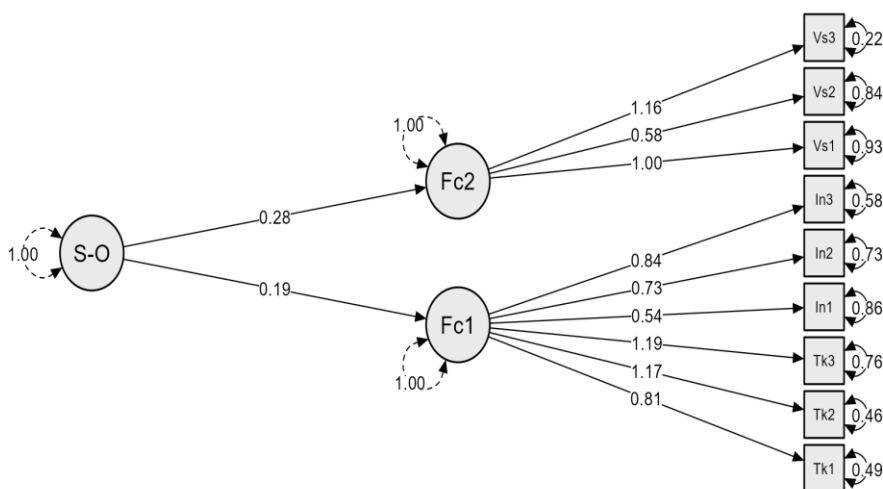 Vs3
0.22
Vs2
0.84
1.16
1.00
0.58
Vs1
0.93
1.00
Fc2
In3
0.58
0.28
In2
0.73
S-O
1.00
0.84
0.73
0.19
In1
0.86
0.54
Fc1
1.19
Tk3
0.76
1.17
1.00
0.81
Tk2
0.46
Tk1
0.49